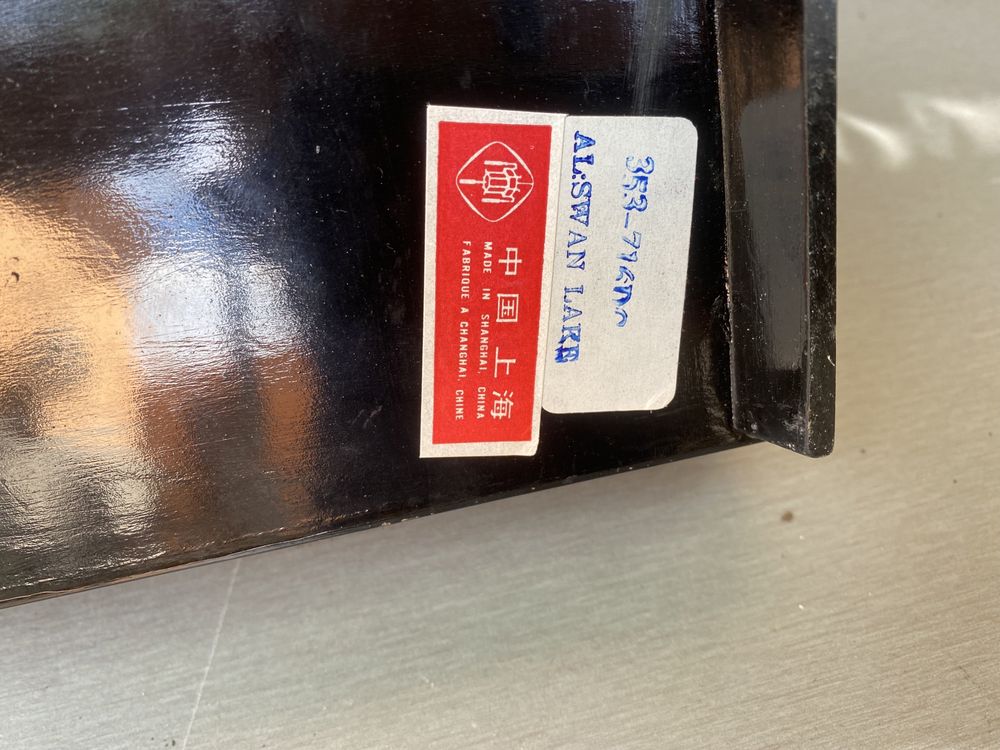 AL:SWAN LAKE
中国上海
MADE IN SHANGHAI, CHINA
FABRIQUE A CHANGHAI, CHINE